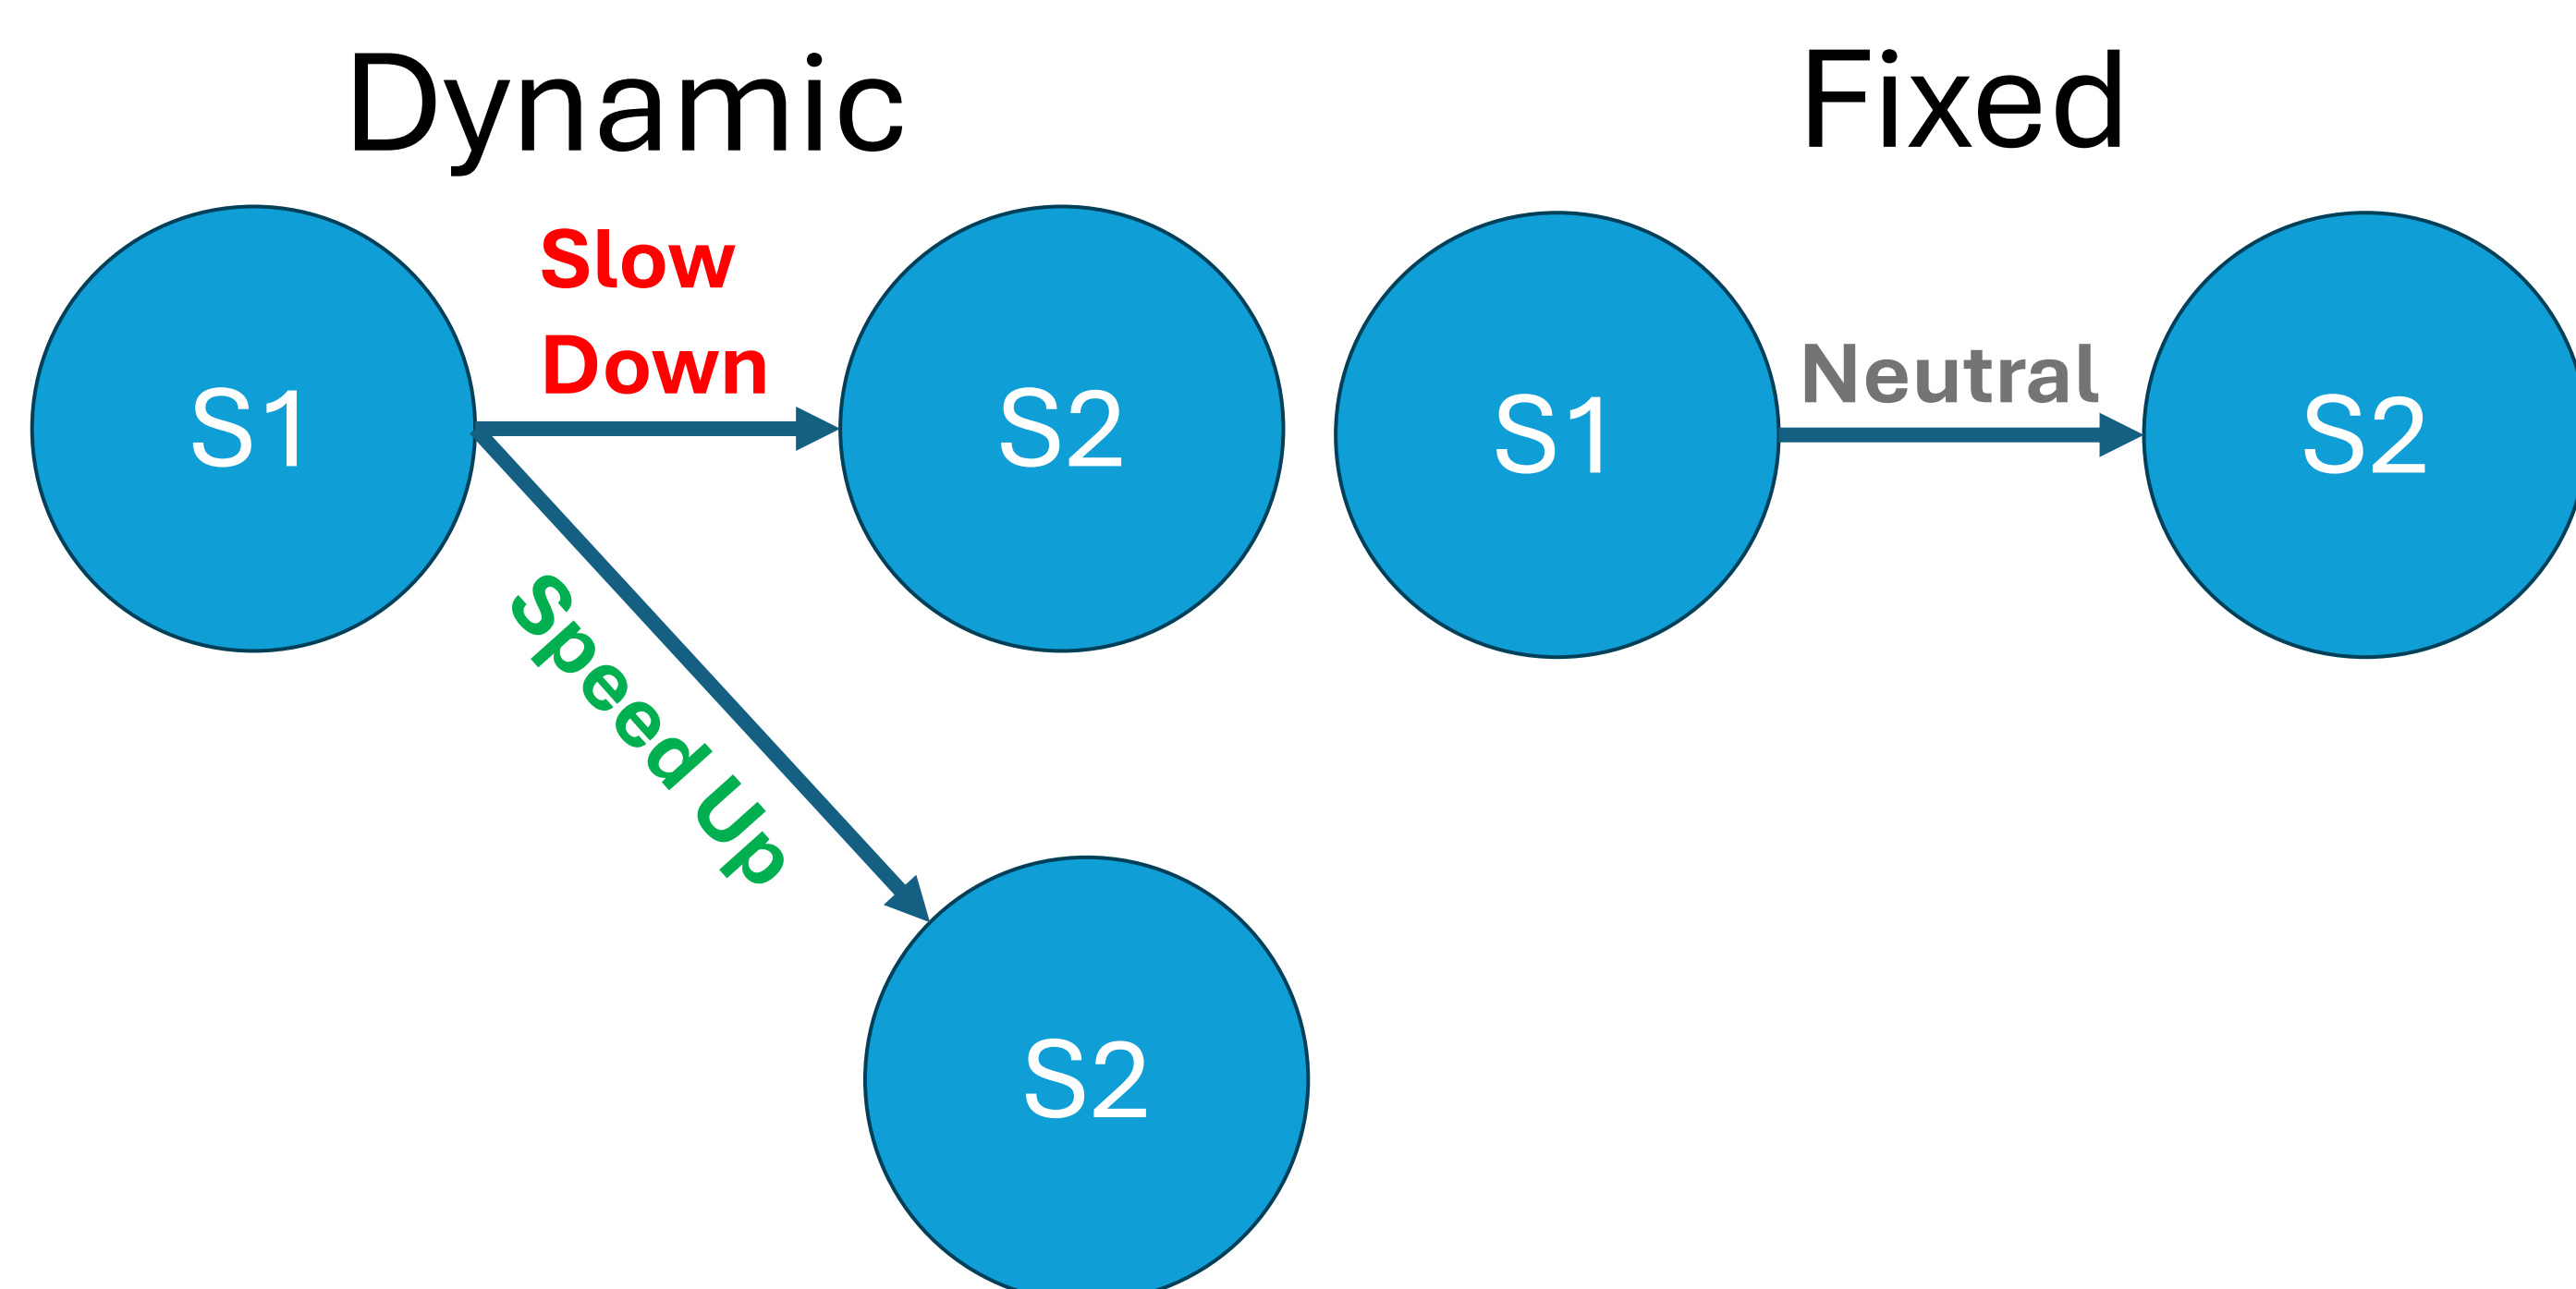 Dynamic
Fixed
Slow
Down
S1
S2
S1
Neutral
S2
Speed Up
S2